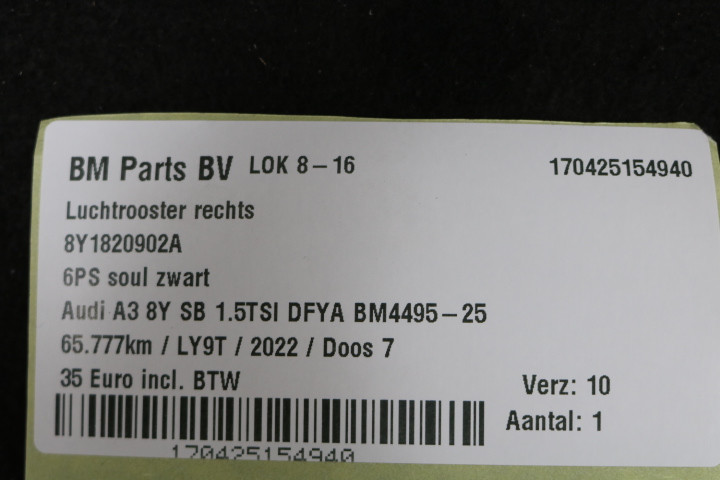 BM Parts BV LOK 8-16 170425154940
Luchtrooster rechts
8Y1820902A
6PS soul zwart
Audi A3 8Y SB 1.5TSI DFYA BM4495-25
65.777km / LY9T / 2022 / Doos 7
35 Euro incl. BTW Verz: 10
Aantal: 1
170425154940